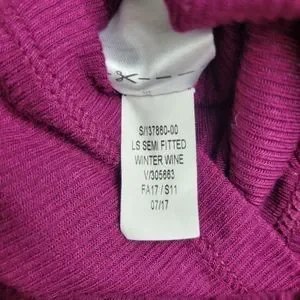 S/137860-00
LS SEMI FITTED
WINTER WINE
V/305663
FA17 / S11
07/17